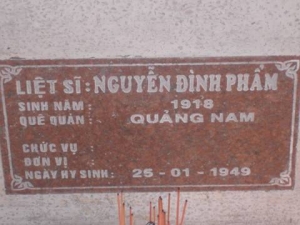 LIỆT SĨ: NGUYỄN ĐÌNH PHẨM
SINH NĂM : 1918
QUÊ QUÁN : QUẢNG NAM
CHỨC VỤ :
ĐƠN VỊ :
NGÀY HY SINH : 25-01-1949